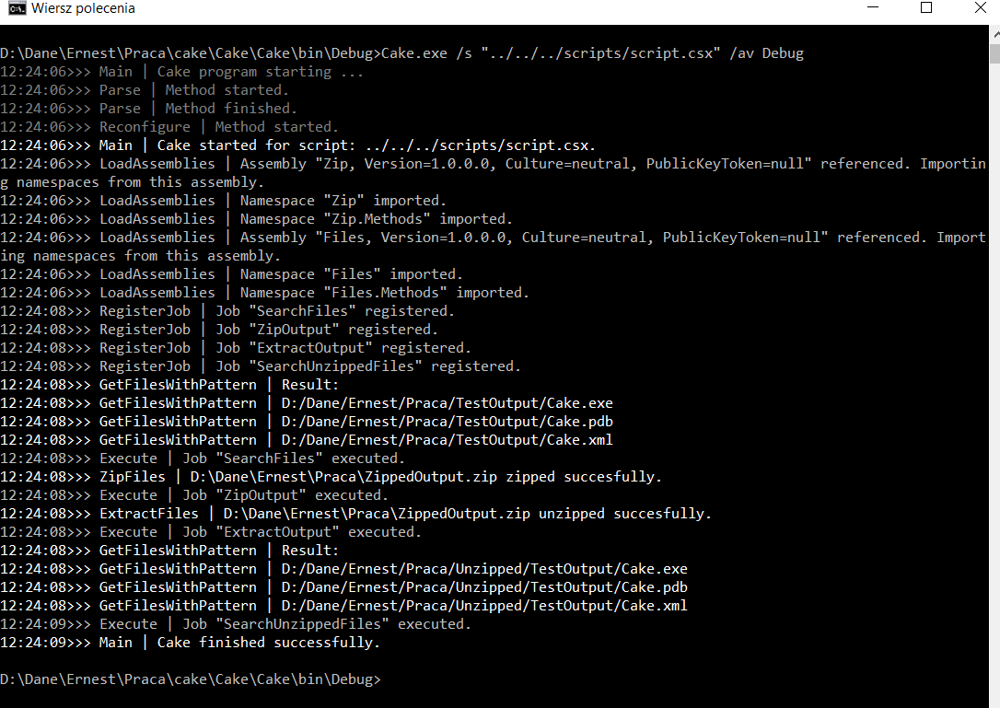 Wiersz polecenia
D:\Dane\Ernest\Praca\cake\Cake\Cake\bin\Debug>Cake.exe /s "../../../scripts/script.csx" /av Debug
12:24:06>>> Main | Cake program starting ...
12:24:06>>> Parse | Method started.
12:24:06>>> Parse | Method finished.
12:24:06>>> Reconfigure | Method started.
12:24:06>>> Main | Cake started for script: ../../../scripts/script.csx.
12:24:06>>> LoadAssemblies | Assembly "Zip, Version=1.0.0.0, Culture=neutral, PublicKeyToken=null" referenced. Importin
g namespaces from this assembly.
12:24:06>>> LoadAssemblies | Namespace "Zip" imported.
12:24:06>>> LoadAssemblies | Namespace "Zip.Methods" imported.
12:24:06>>> LoadAssemblies | Assembly "Files, Version=1.0.0.0, Culture=neutral, PublicKeyToken=null" referenced. Import
ing namespaces from this assembly.
12:24:06>>> LoadAssemblies | Namespace "Files" imported.
12:24:06>>> LoadAssemblies | Namespace "Files.Methods" imported.
12:24:08>>> RegisterJob | Job "SearchFiles" registered.
12:24:08>>> RegisterJob | Job "ZipOutput" registered.
12:24:08>>> RegisterJob | Job "ExtractOutput" registered.
12:24:08>>> RegisterJob | Job "SearchUnzippedFiles" registered.
12:24:08>>> GetFilesWithPattern | Result:
12:24:08>>> GetFilesWithPattern | D:/Dane/Ernest/Praca/TestOutput/Cake.exe
12:24:08>>> GetFilesWithPattern | D:/Dane/Ernest/Praca/TestOutput/Cake.pdb
12:24:08>>> GetFilesWithPattern | D:/Dane/Ernest/Praca/TestOutput/Cake.xml
12:24:08>>> Execute | Job "SearchFiles" executed.
12:24:08>>> ZipFiles | D:\Dane\Ernest\Praca\ZippedOutput.zip zipped succesfully.
12:24:08>>> Execute | Job "ZipOutput" executed.
12:24:08>>> ExtractFiles | D:\Dane\Ernest\Praca\ZippedOutput.zip unzipped succesfully.
12:24:08>>> Execute | Job "ExtractOutput" executed.
12:24:08>>> GetFilesWithPattern | Result:
12:24:08>>> GetFilesWithPattern | D:/Dane/Ernest/Praca/Unzipped/TestOutput/Cake.exe
12:24:08>>> GetFilesWithPattern | D:/Dane/Ernest/Praca/Unzipped/TestOutput/Cake.pdb
12:24:08>>> GetFilesWithPattern | D:/Dane/Ernest/Praca/Unzipped/TestOutput/Cake.xml
12:24:09>>> Execute | Job "SearchUnzippedFiles" executed.
12:24:09>>> Main | Cake finished successfully.
D:\Dane\Ernest\Praca\cake\Cake\Cake\bin\Debug>